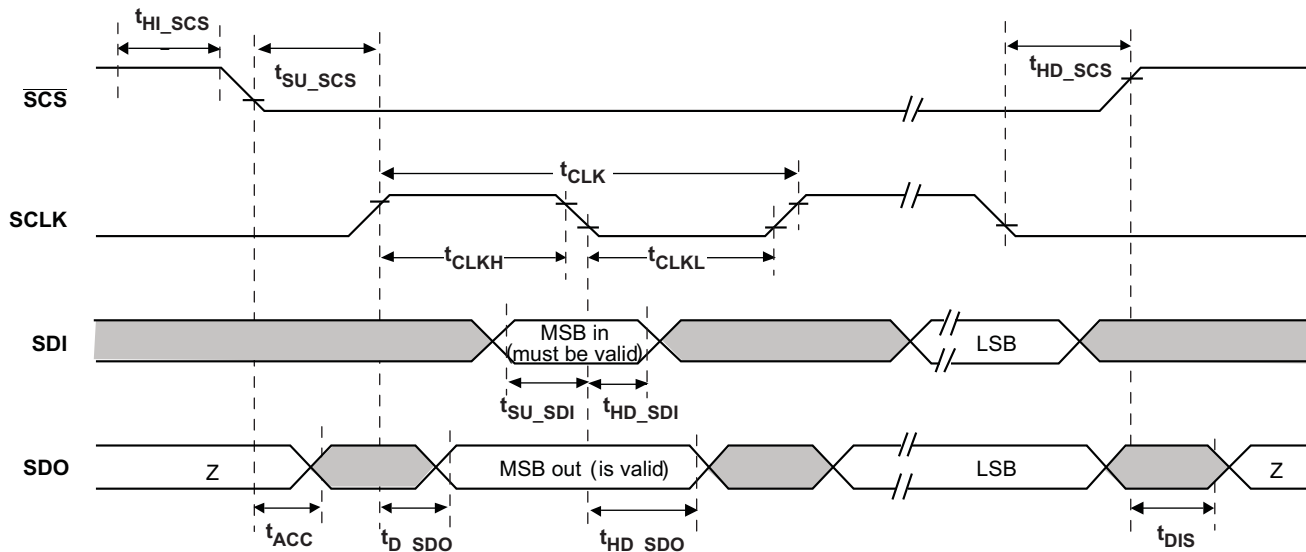 tHI_SCS
tSU_SCS
tHD_SCS
SCS
tCLK
SCLK
tCLKH
tCLKL
SDI
MSB in
(must be valid)
LSB
tSU_SDI
tHD_SDI
SDO
Z
MSB out (is valid)
LSB
Z
tACC
tD_SDO
tHD_SDO
tDIS